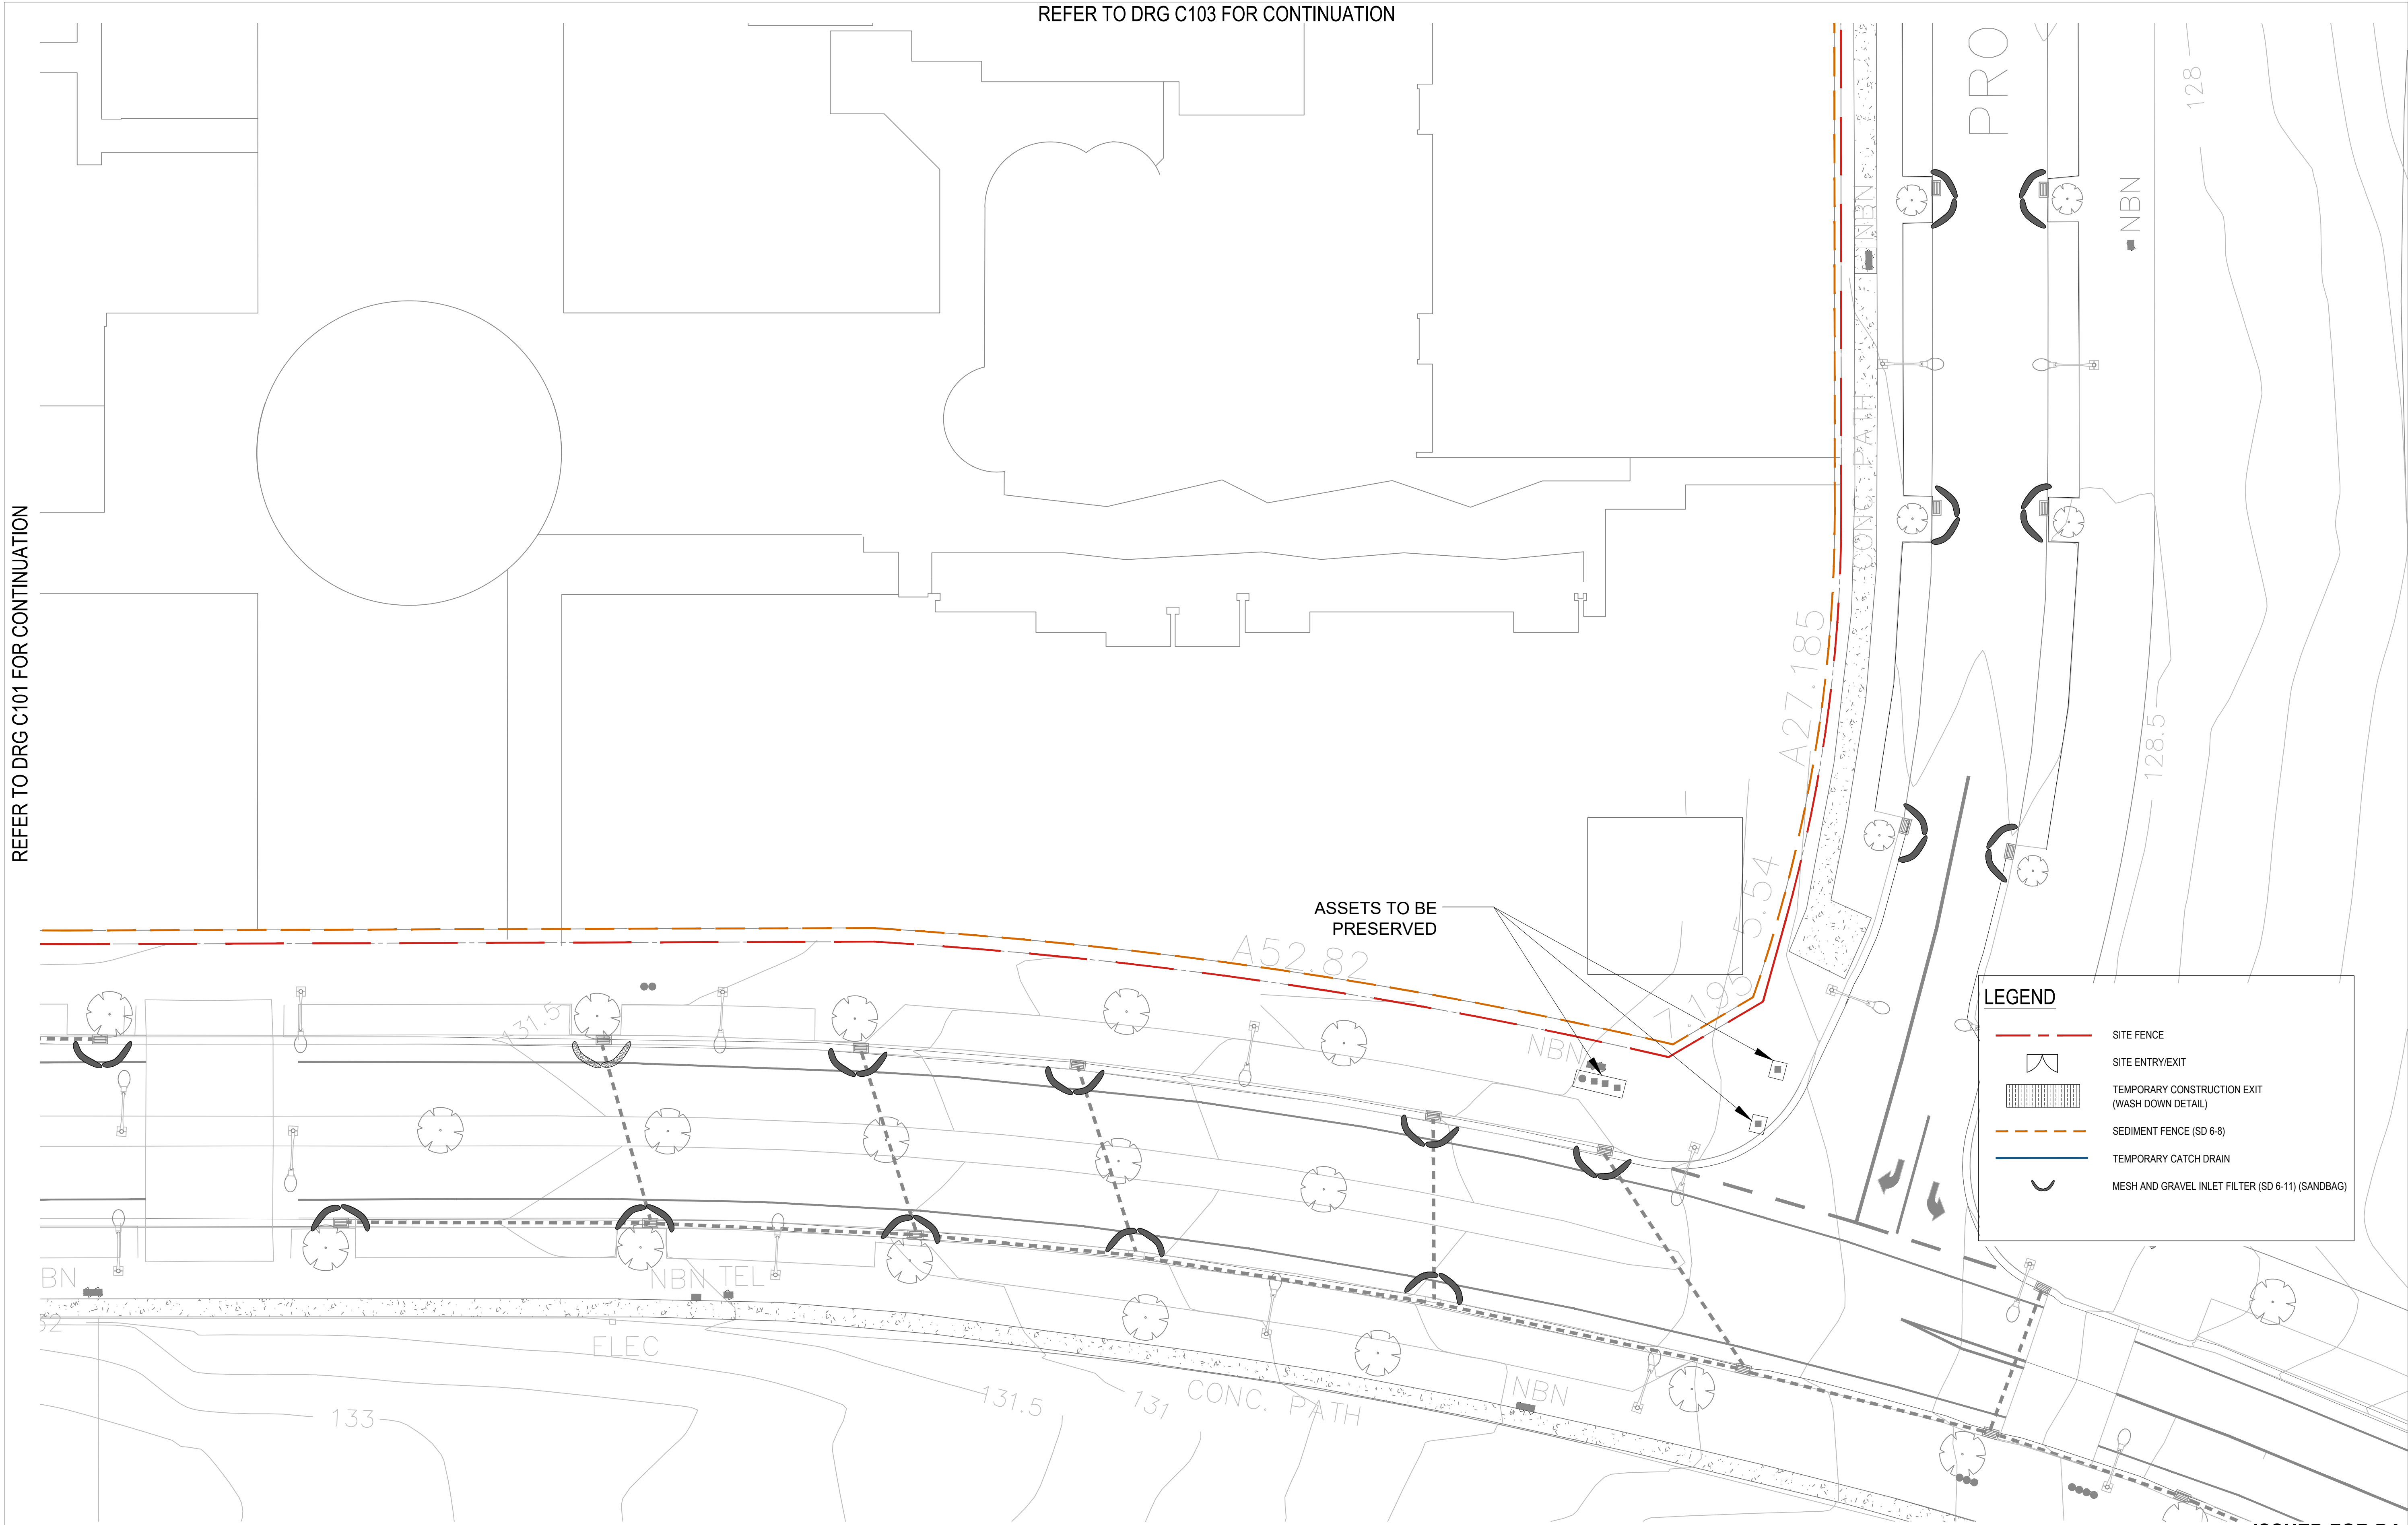 REFER TO DRG C103 FOR CONTINUATION
REFER TO DRG C101 FOR CONTINUATION
PRO
128
NBN
NBN
CONC. PATH
A27.185
128.5
5.54
7.195
A52.82
ASSETS TO BE
PRESERVED
NBN
131.5
LEGEND
SITE FENCE
SITE ENTRY/EXIT
TEMPORARY CONSTRUCTION EXIT
(WASH DOWN DETAIL)
SEDIMENT FENCE (SD 6-8)
TEMPORARY CATCH DRAIN
MESH AND GRAVEL INLET FILTER (SD 6-11) (SANDBAG)
BN
NBN TEL
ELEC
133
131.5
131
CONC. PATH
NBN